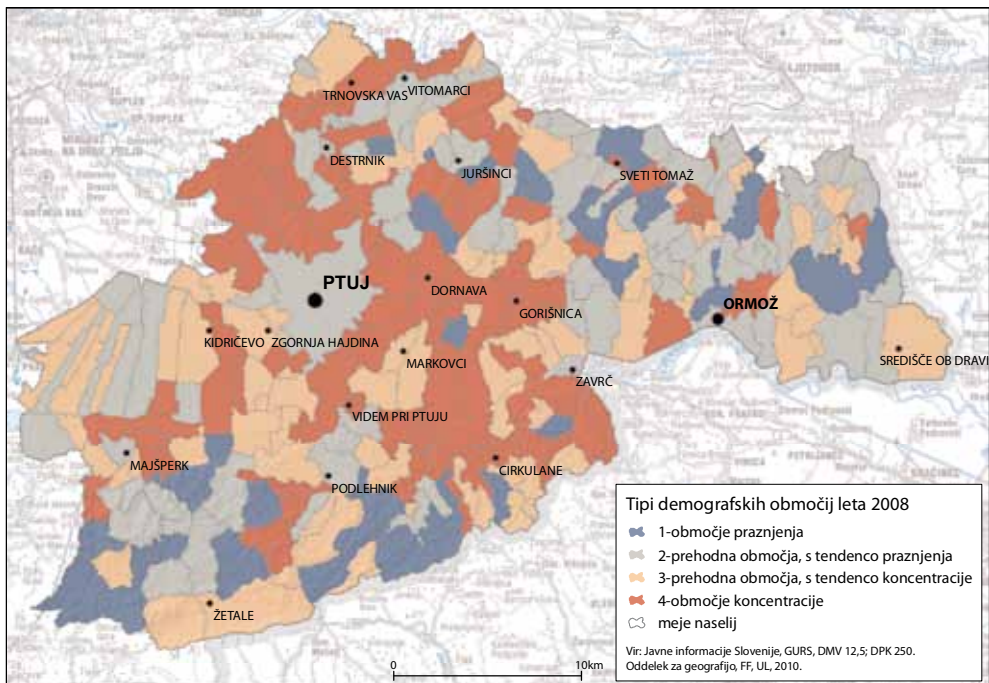 TRNOVSKA VAS
VITOMARCI
DESTRNIK
JURŠINCI
SVETI TOMAŽ
PTUJ
DORNAVA
GORIŠNICA
ORMOŽ
KIDRIČEVO
ZGORNJA HAJDINA
MARKOVCI
SREDIŠČE OB DRAVI
ZAVRČ
VIDEM PRI PTUJU
MAJŠPERK
CIRKULANE
PODLEHNIK
ŽETALE
Tipi demografskih območij leta 2008
1-območje praznjenja
2-prehodna območja, s tendenco praznjenja
3-prehodna območja, s tendenco koncentracije
4-območje koncentracije
meje naselij
Vir: Javne informacije Slovenije, GURS, DMV 12,5; DPK 250.
Oddelek za geografijo, FF, UL, 2010.
0 10km